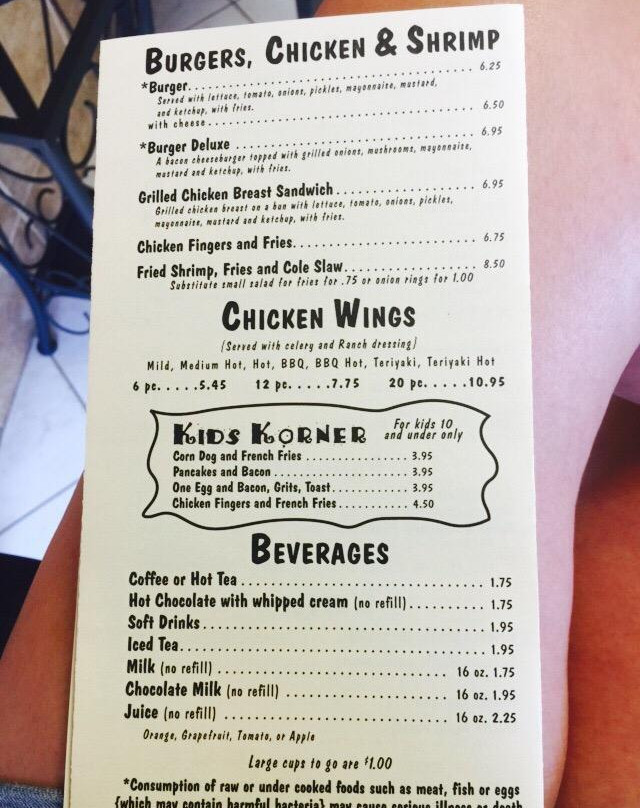 BURGERS, CHICKEN & SHRIMP
*Burger........................................ 6.25
Served with lettuce, tomato, onions, pickles, mayonnaise, mustard,
and ketchup, with fries.
with cheese........................................ 6.50
*Burger Deluxe ........................................ 6.95
A bacon cheeseburger topped with grilled onions, mushrooms, mayonnaise,
mustard and ketchup, with fries.
Grilled Chicken Breast Sandwich.................... 6.95
Grilled chicken breast on a bun with lettuce, tomato, onions, pickles,
mayonnaise, mustard and ketchup, with fries.
Chicken Fingers and Fries........................... 6.75
Fried Shrimp, Fries and Cole Slaw.................... 8.50
Substitute small salad for fries for .75 or onion rings for 1.00
CHICKEN WINGS
(Served with celery and Ranch dressing)
Mild, Medium Hot, Hot, BBQ, BBQ Hot, Teriyaki, Teriyaki Hot
6 pc.....5.45 12 pc.....7.75 20 pc.....10.95
KIDS KORNER For kids 10
and under only
Corn Dog and French Fries ............... 3.95
Pancakes and Bacon .................... 3.95
One Egg and Bacon, Grits, Toast........... 3.95
Chicken Fingers and French Fries.......... 4.50
BEVERAGES
Coffee or Hot Tea.................................. 1.75
Hot Chocolate with whipped cream (no refill).......... 1.75
Soft Drinks........................................ 1.95
Iced Tea........................................... 1.95
Milk (no refill) ................................ 16 oz. 1.75
Chocolate Milk (no refill) ...................... 16 oz. 1.95
Juice (no refill) ............................... 16 oz. 2.25
Orange, Grapefruit, Tomato, or Apple
Large cups to go are $1.00
*Consumption of raw or under cooked foods such as meat, fish or eggs
(which may contain harmful bacteria) may cause serious illness or death